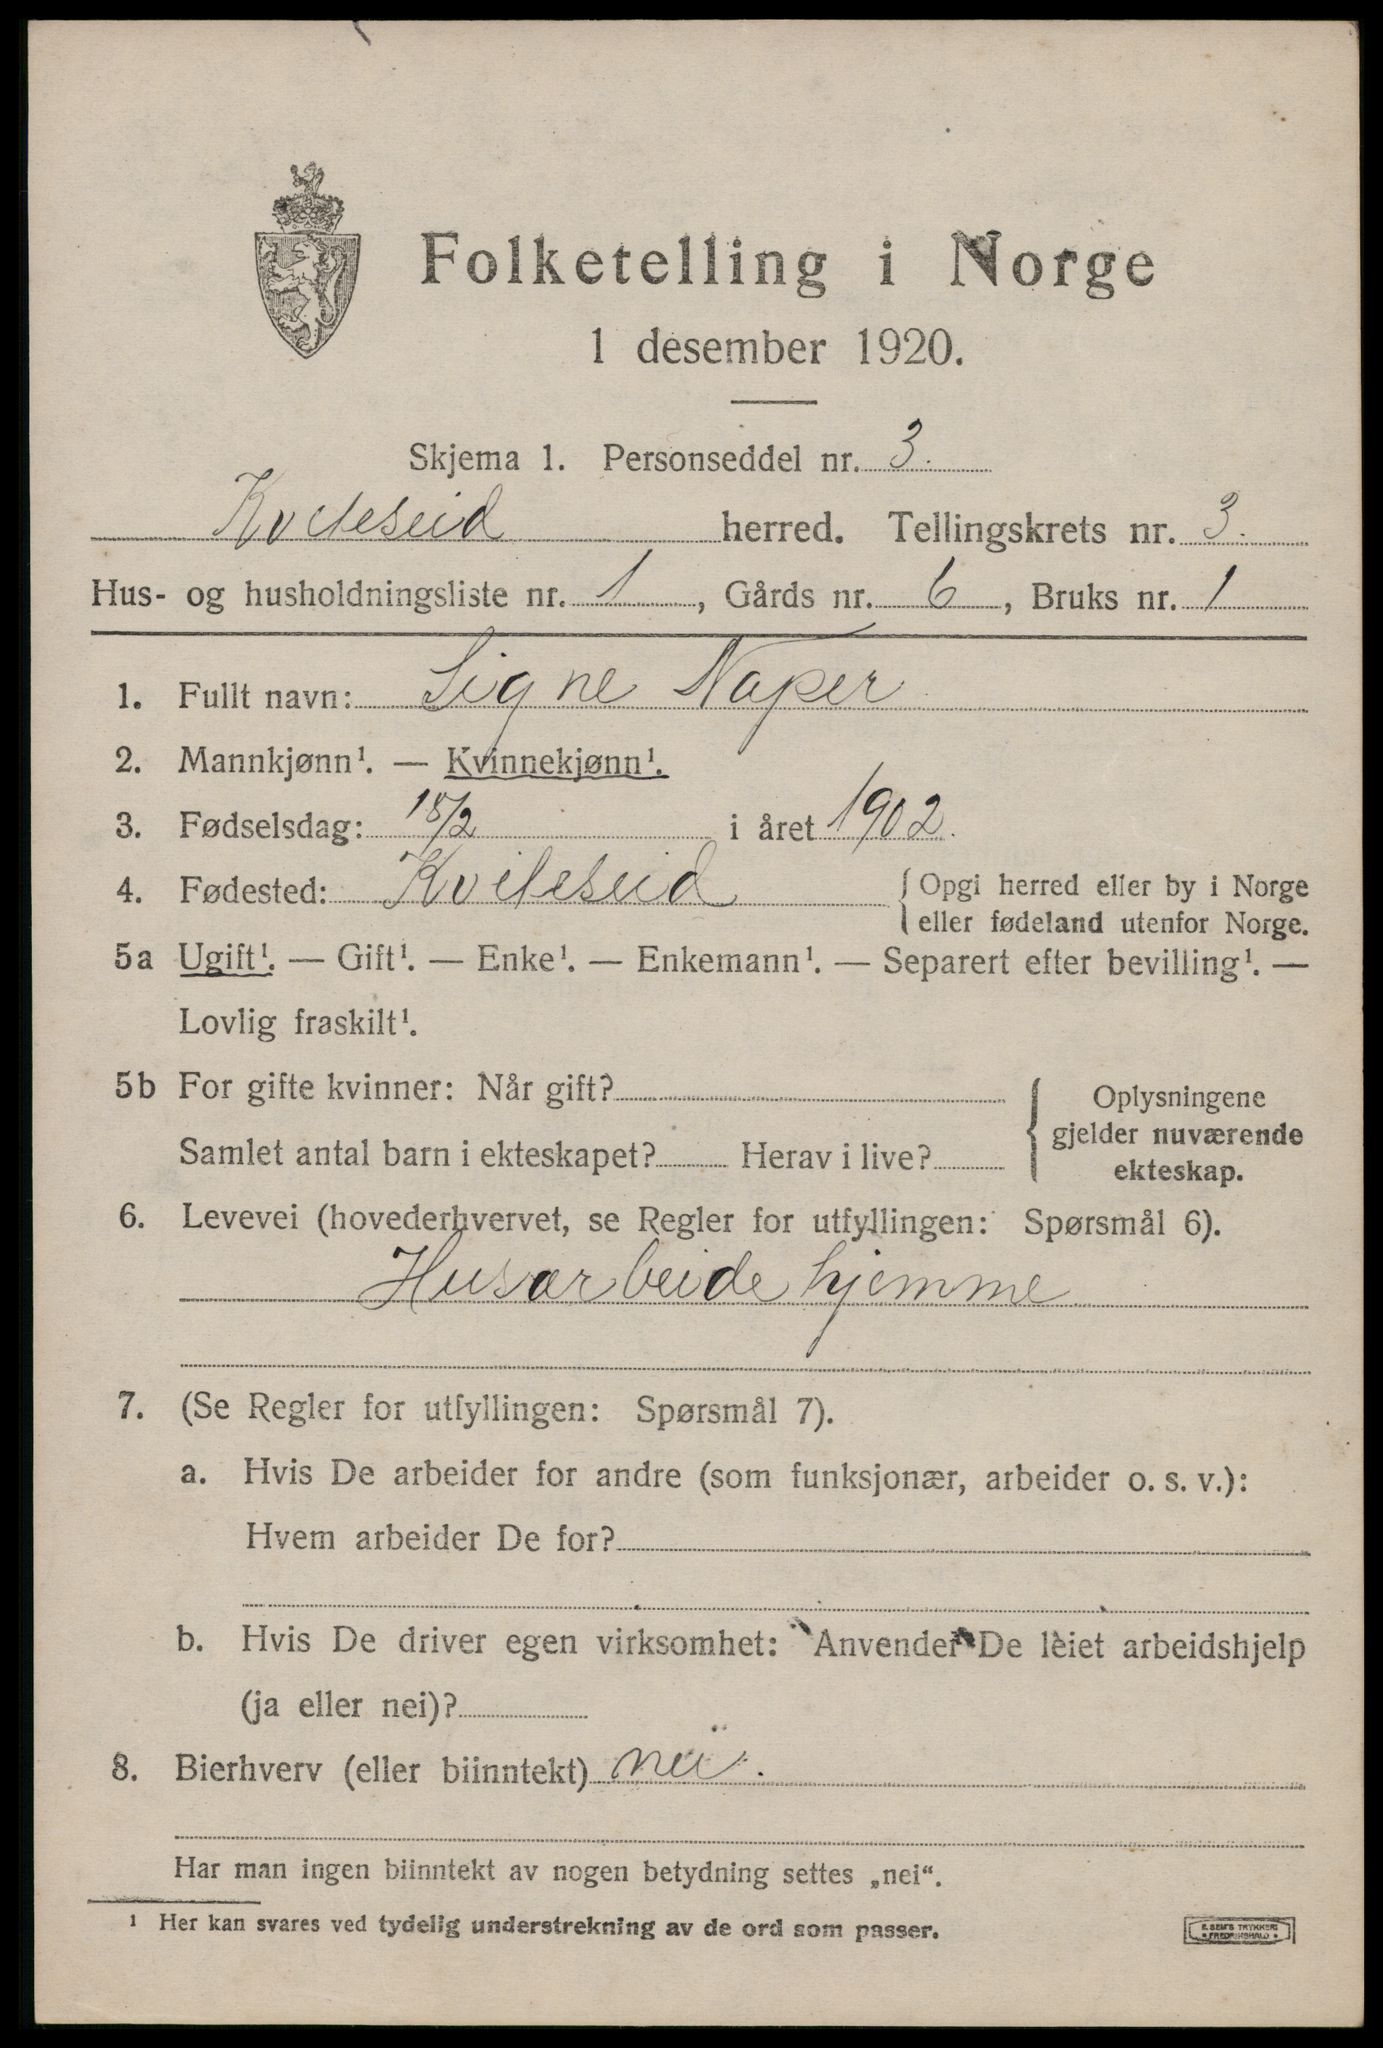 Folketelling i Norge
1 desember 1920.
Skjema 1. Personseddel nr. 3.
Kviteseid herred. Tellingskrets nr. 3.
Hus- og husholdningsliste nr. 1, Gårds nr. 6, Bruks nr. 1
1. Fullt navn: Signe Naper
2. Mannkjønn¹. — Kvinnekjønn¹.
3. Fødselsdag: 18/2 i året 1902.
4. Fødested: Kviteseid { Opgi herred eller by i Norge
eller fødeland utenfor Norge.
5a Ugift¹. — Gift¹. — Enke¹. — Enkemann¹. — Separert efter bevilling¹. —
Lovlig fraskilt¹.
5b For gifte kvinner: Når gift?
Samlet antal barn i ekteskapet? Herav i live?
{ Oplysningene
gjelder nuværende
ekteskap.
6. Levevei (hovederhvervet, se Regler for utfyllingen: Spørsmål 6).
Husarbeide hjemme
7. (Se Regler for utfyllingen: Spørsmål 7).
a. Hvis De arbeider for andre (som funksjonær, arbeider o. s. v.):
Hvem arbeider De for?
b. Hvis De driver egen virksomhet: Anvender De leiet arbeidshjelp
(ja eller nei)?
8. Bierhverv (eller biinntekt) nei.
Har man ingen biinntekt av nogen betydning settes „nei“.
¹ Her kan svares ved tydelig understrekning av de ord som passer.
E. SEM'S TRYKKERI
FREDRIKSHALD